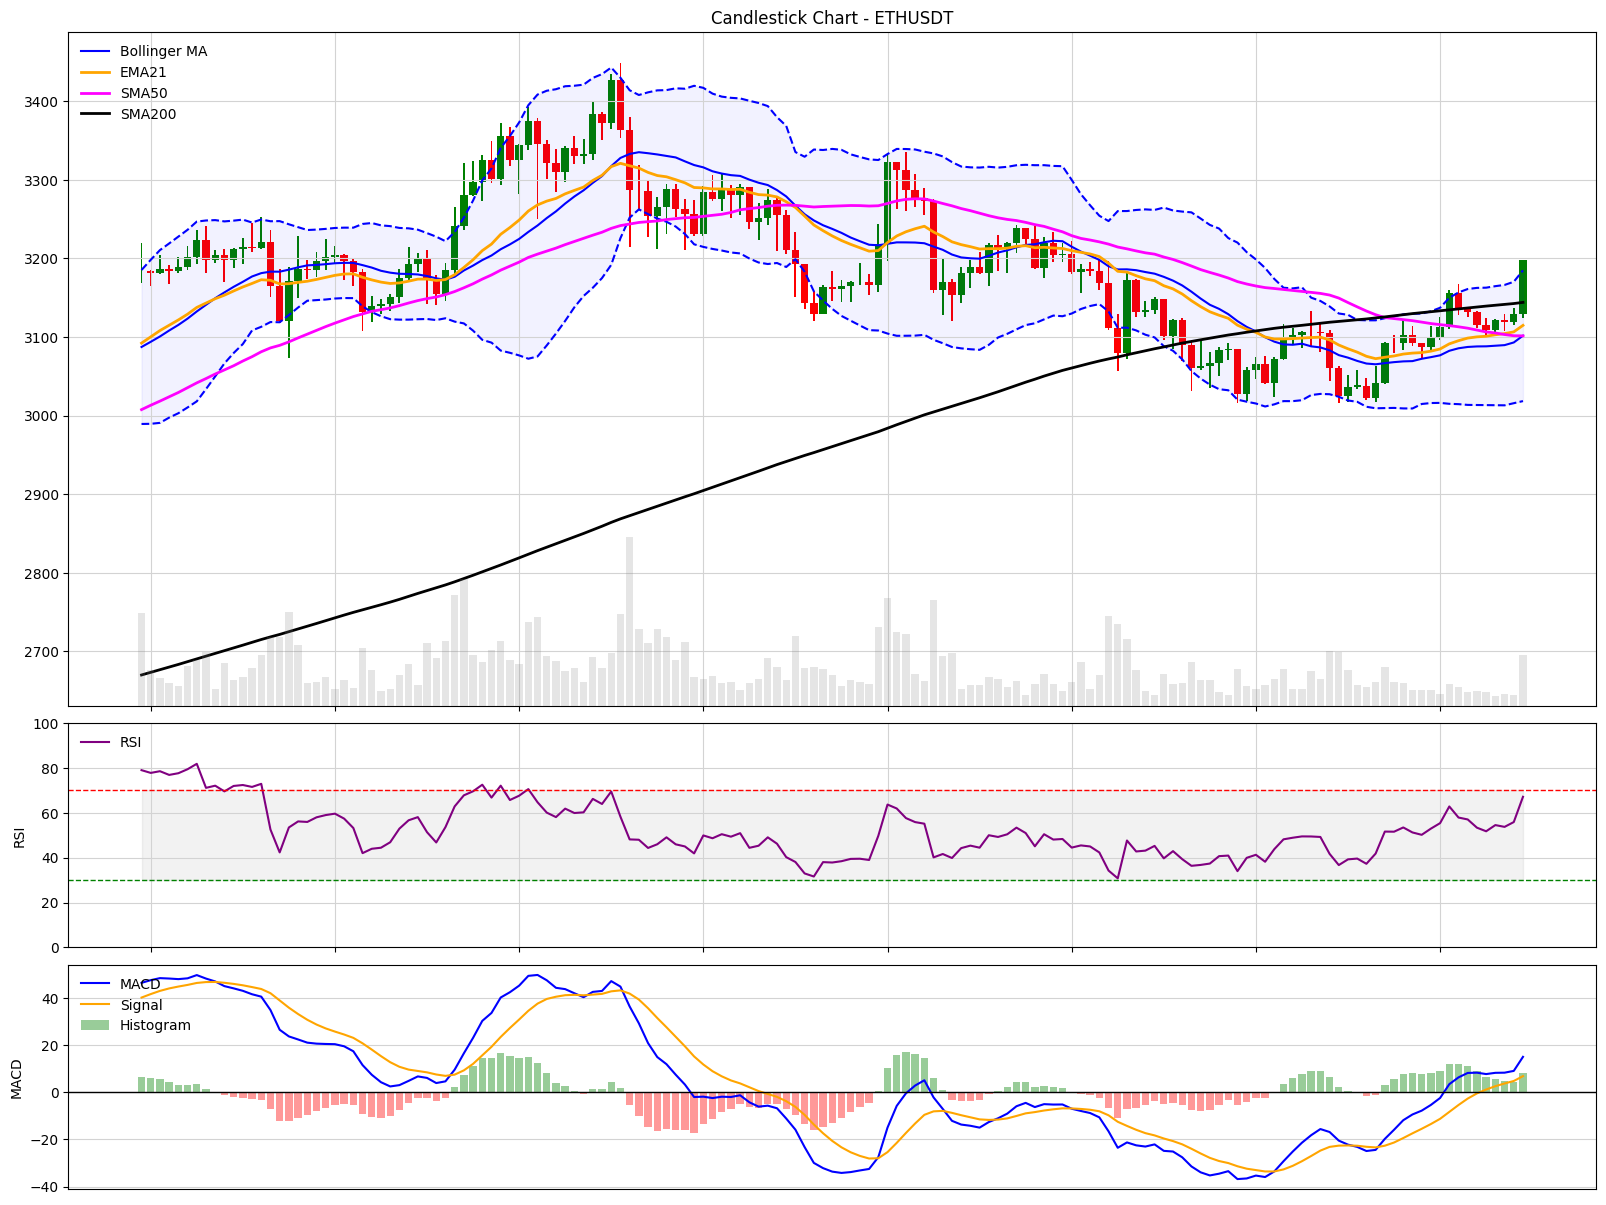 Candlestick Chart - ETHUSDT
Bollinger MA
EMA21
SMA50
SMA200
3400
3300
3200
3100
3000
2900
2800
2700
RSI
100
80
60
40
20
0
RSI
MACD
Signal
Histogram
40
20
0
−20
−40
MACD